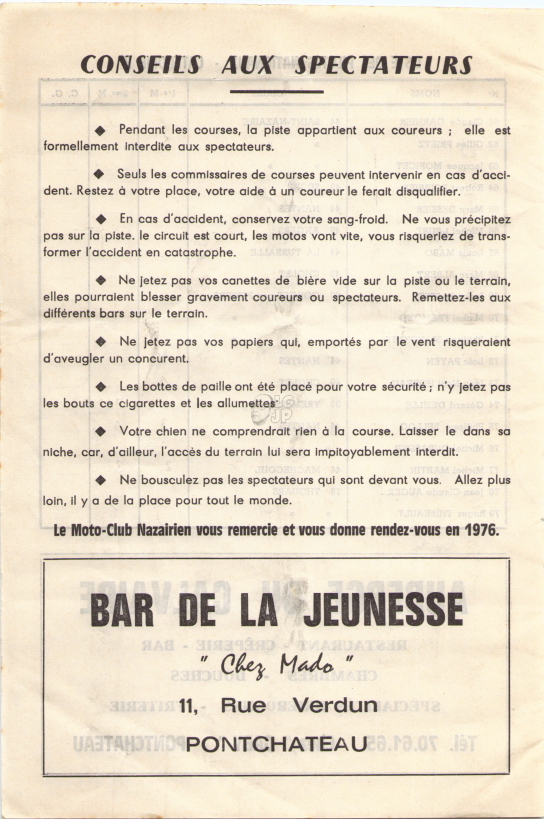 CONSEILS AUX SPECTATEURS
◆ Pendant les courses, la piste appartient aux coureurs ; elle est
formellement interdite aux spectateurs.
◆ Seuls les commissaires de courses peuvent intervenir en cas d'acci-
dent. Restez à votre place, votre aide à un coureur le ferait disqualifier.
◆ En cas d'accident, conservez votre sang-froid. Ne vous précipitez
pas sur la piste. le circuit est court, les motos vont vite, vous risqueriez de trans-
former l'accident en catastrophe.
◆ Ne jetez pas vos canettes de bière vide sur la piste ou le terrain,
elles pourraient blesser gravement coureurs ou spectateurs. Remettez-les aux
différents bars sur le terrain.
◆ Ne jetez pas vos papiers qui, emportés par le vent risqueraient
d'aveugler un concurent.
◆ Les bottes de paille ont été placé pour votre sécurité ; n'y jetez pas
les bouts ce cigarettes et les allumettes
◆ Votre chien ne comprendrait rien à la course. Laisser le dans sa
niche, car, d'ailleur, l'accès du terrain lui sera impitoyablement interdit.
◆ Ne bousculez pas les spectateurs qui sont devant vous. Allez plus
loin, il y a de la place pour tout le monde.
Le Moto-Club Nazairien vous remercie et vous donne rendez-vous en 1976.
BAR DE LA JEUNESSE
" Chez Mado "
11, Rue Verdun
PONTCHATEAU